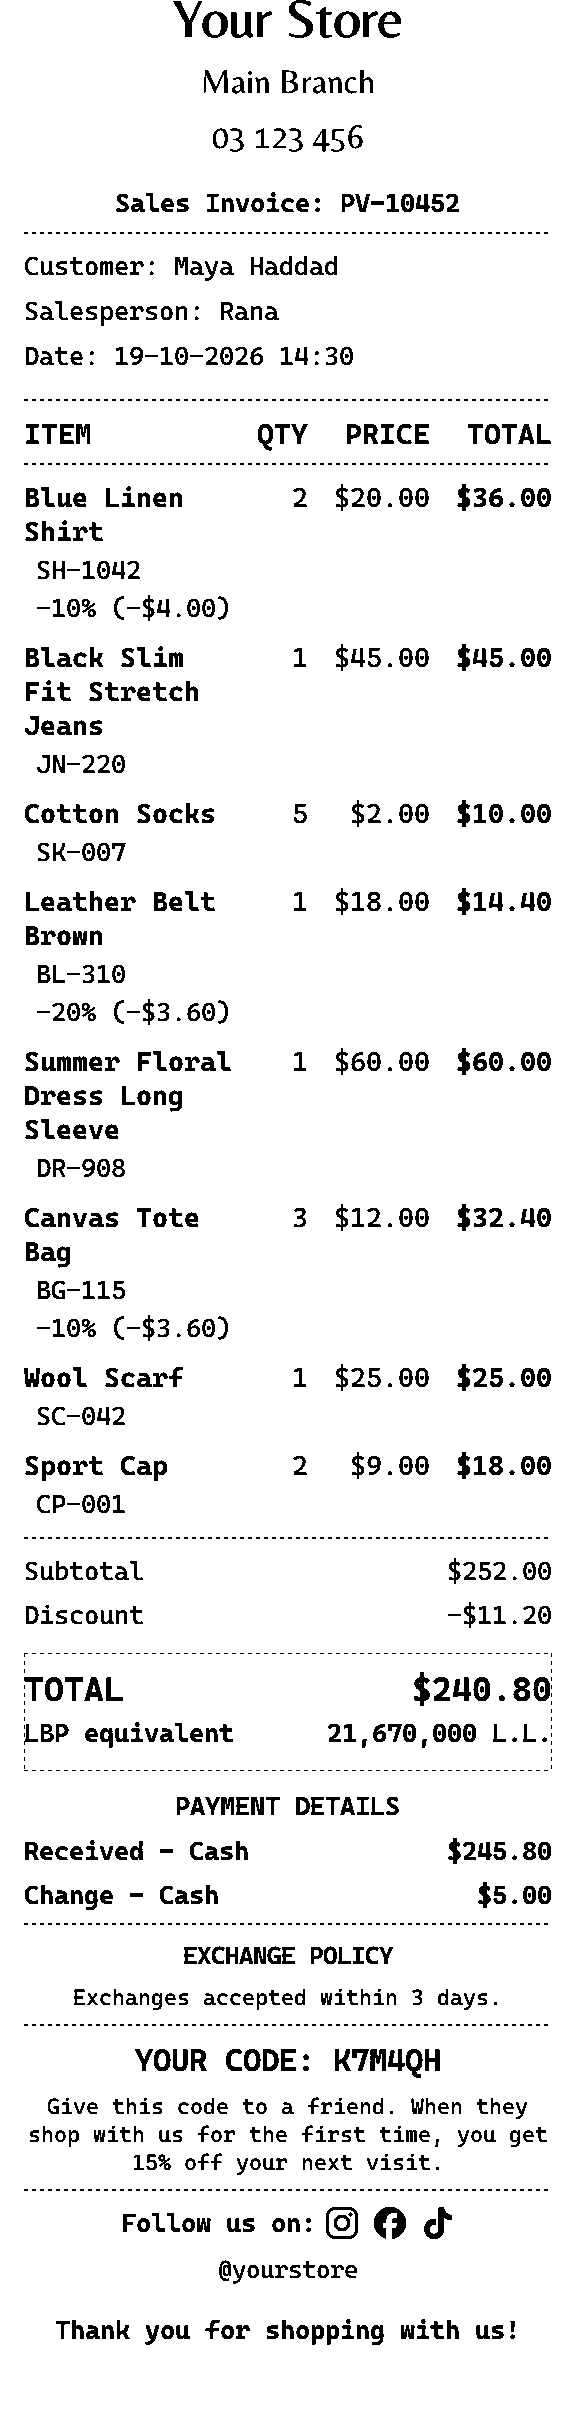 Your Store
Main Branch
03 123 456
Sales Invoice: PV-10452
Customer: Maya Haddad
Salesperson: Rana
Date: 19-10-2026 14:30
ITEM QTY PRICE TOTAL
Blue Linen 2 $20.00 $36.00
Shirt
SH-1042
-10% (-$4.00)
Black Slim 1 $45.00 $45.00
Fit Stretch
Jeans
JN-220
Cotton Socks 5 $2.00 $10.00
SK-007
Leather Belt 1 $18.00 $14.40
Brown
BL-310
-20% (-$3.60)
Summer Floral 1 $60.00 $60.00
Dress Long
Sleeve
DR-908
Canvas Tote 3 $12.00 $32.40
Bag
BG-115
-10% (-$3.60)
Wool Scarf 1 $25.00 $25.00
SC-042
Sport Cap 2 $9.00 $18.00
CP-001
Subtotal $252.00
Discount -$11.20
TOTAL $240.80
LBP equivalent 21,670,000 L.L.
PAYMENT DETAILS
Received - Cash $245.80
Change - Cash $5.00
EXCHANGE POLICY
Exchanges accepted within 3 days.
YOUR CODE: K7M4QH
Give this code to a friend. When they
shop with us for the first time, you get
15% off your next visit.
Follow us on:
@yourstore
Thank you for shopping with us!